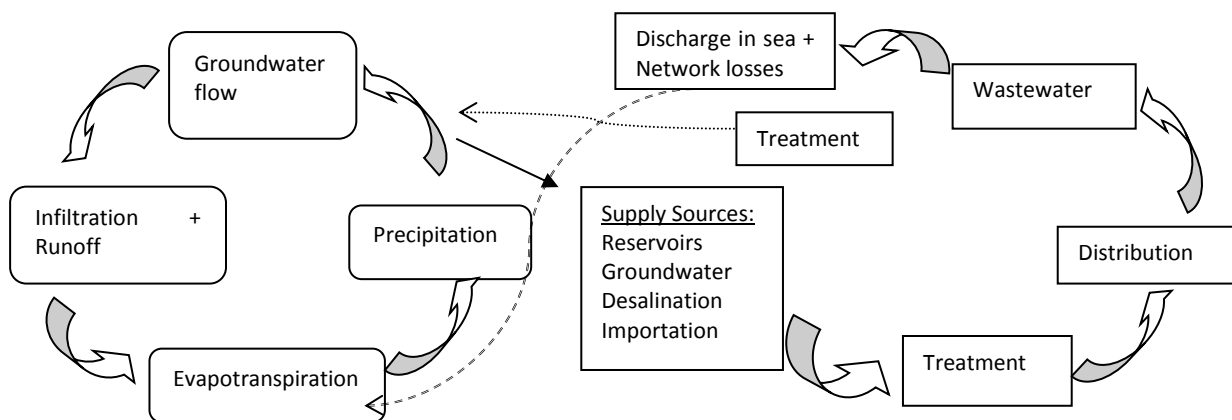 Groundwater
flow
Infiltration +
Runoff
Precipitation
Evapotranspiration
Discharge in sea +
Network losses
Wastewater
Treatment
Supply Sources:
Reservoirs
Groundwater
Desalination
Importation
Distribution
Treatment